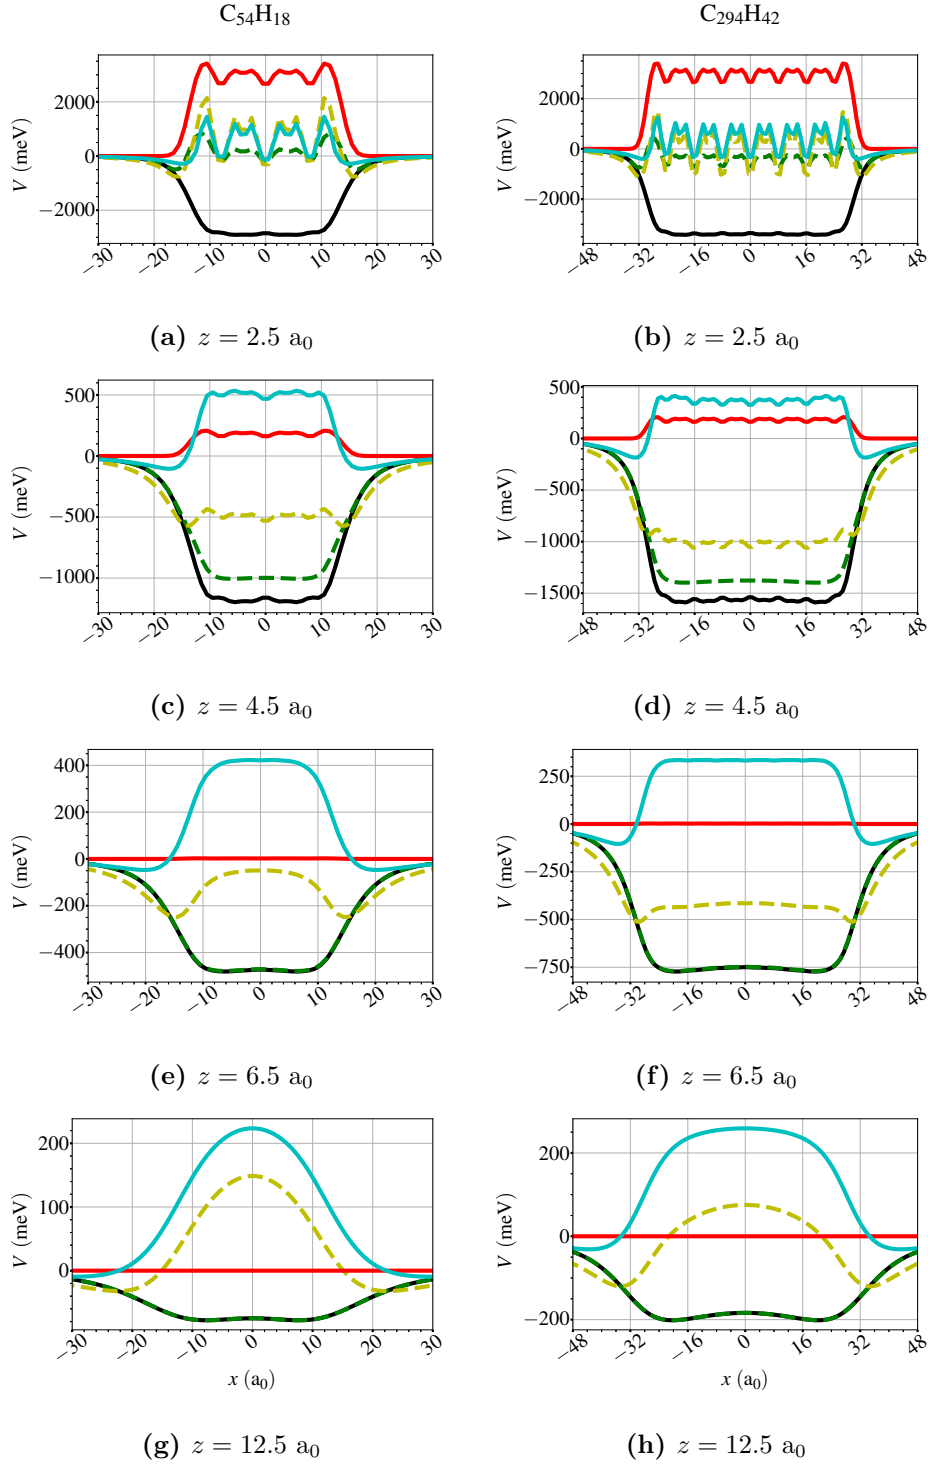 C54H18 C294H42
V (meV) 2000 0 −2000
−30 −20 −10 0 10 20 30
V (meV) 2000 0 −2000
−48 −32 −16 0 16 32 48
(a) z = 2.5 a0 (b) z = 2.5 a0
V (meV) 500 0 −500 −1000
−30 −20 −10 0 10 20 30
V (meV) 500 0 −500 −1000 −1500
−48 −32 −16 0 16 32 48
(c) z = 4.5 a0 (d) z = 4.5 a0
V (meV) 400 200 0 −200 −400
−30 −20 −10 0 10 20 30
V (meV) 250 0 −250 −500 −750
−48 −32 −16 0 16 32 48
(e) z = 6.5 a0 (f) z = 6.5 a0
V (meV) 200 100 0
−30 −20 −10 0 10 20 30
x (a0)
V (meV) 200 0 −200
−48 −32 −16 0 16 32 48
x (a0)
(g) z = 12.5 a0 (h) z = 12.5 a0